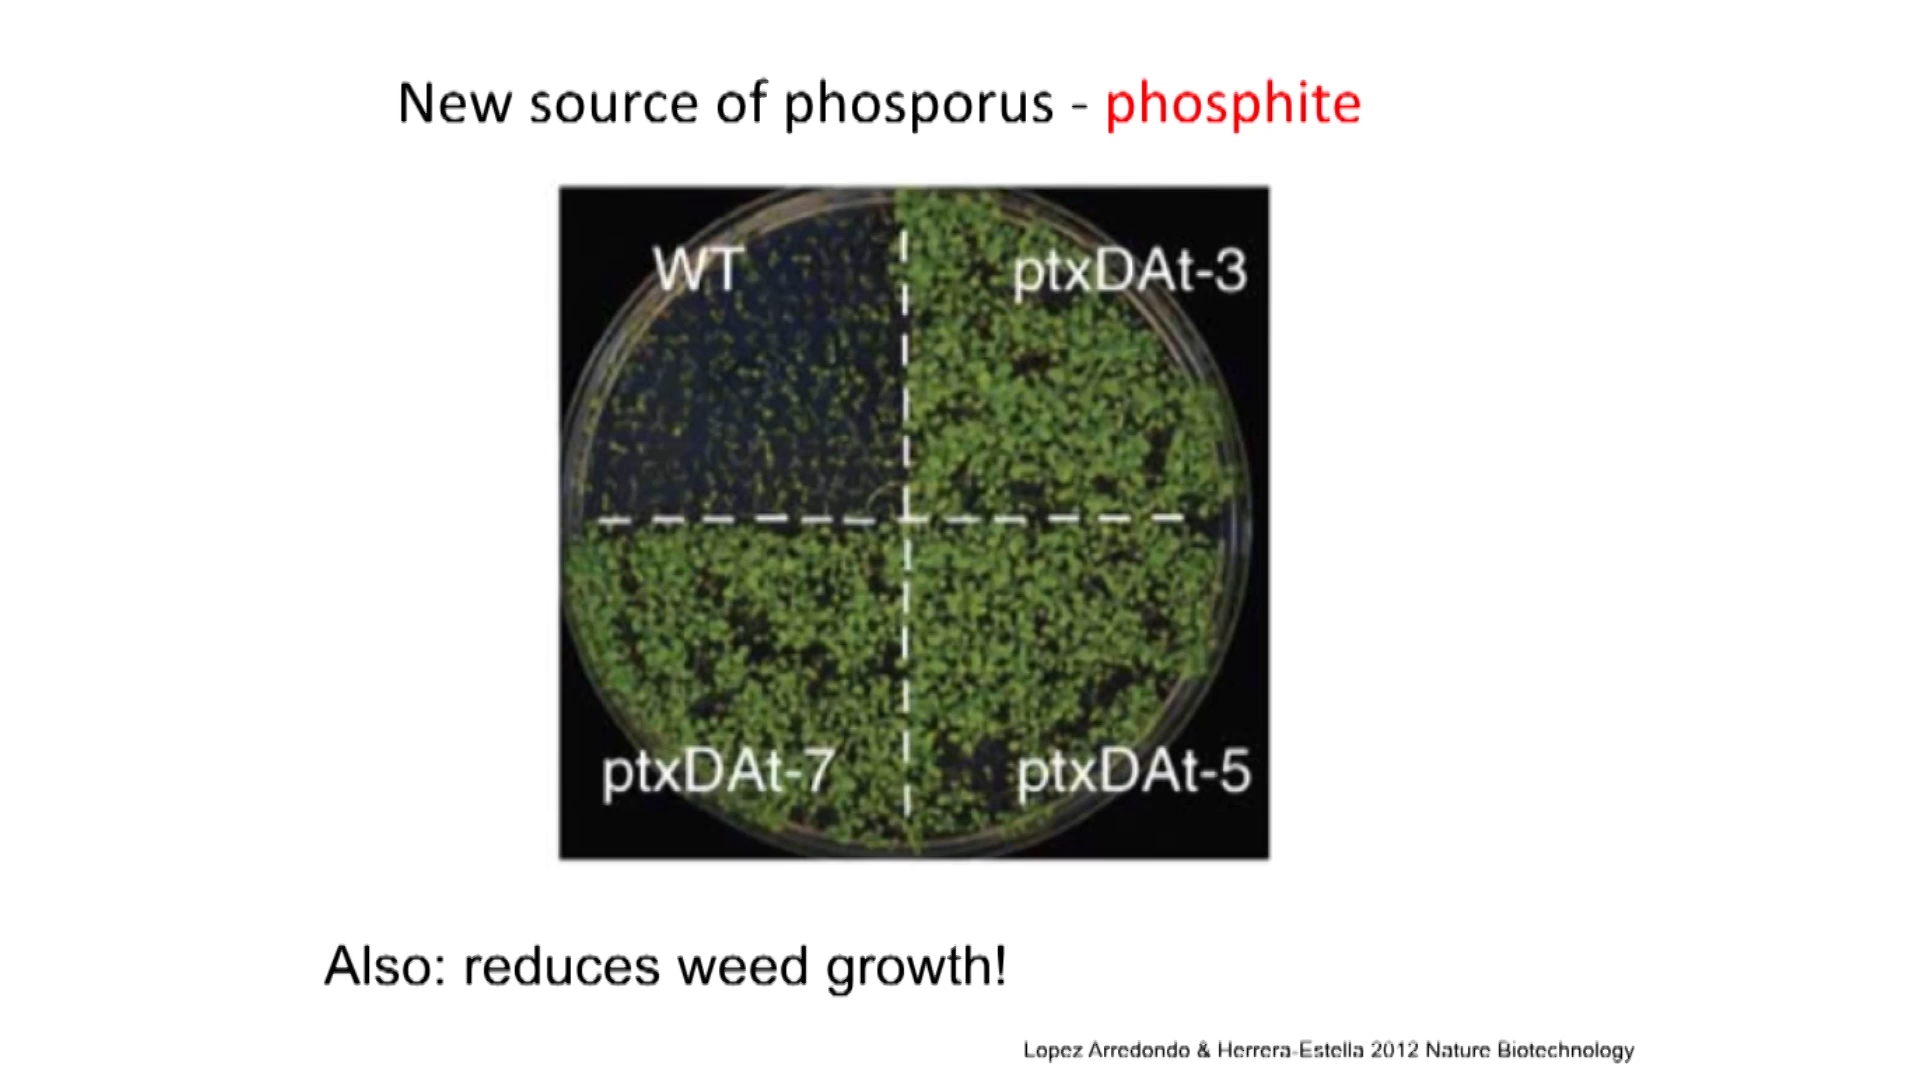 New source of phosporus - phosphite
WT
ptxDAt-3
ptxDAt-7
ptxDAt-5
Also: reduces weed growth!
Lopez Arredondo & Herrera-Estella 2012 Nature Biotechnology